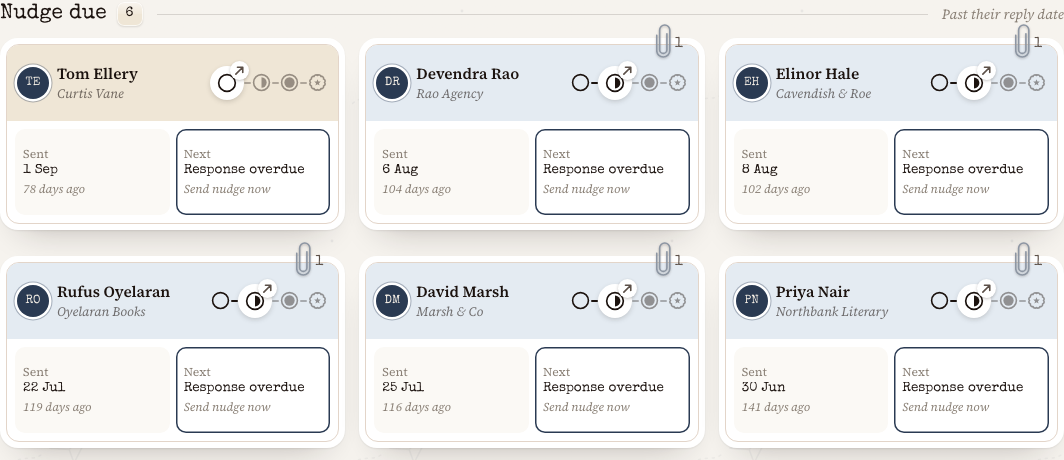 Nudge due 6
Past their reply date
TE Tom Ellery
Curtis Vane
Sent
1 Sep
78 days ago
Next
Response overdue
Send nudge now
1
DR Devendra Rao
Rao Agency
Sent
6 Aug
104 days ago
Next
Response overdue
Send nudge now
1
EH Elinor Hale
Cavendish & Roe
Sent
8 Aug
102 days ago
Next
Response overdue
Send nudge now
1
RO Rufus Oyelaran
Oyelaran Books
Sent
22 Jul
119 days ago
Next
Response overdue
Send nudge now
1
DM David Marsh
Marsh & Co
Sent
25 Jul
116 days ago
Next
Response overdue
Send nudge now
1
PN Priya Nair
Northbank Literary
Sent
30 Jun
141 days ago
Next
Response overdue
Send nudge now